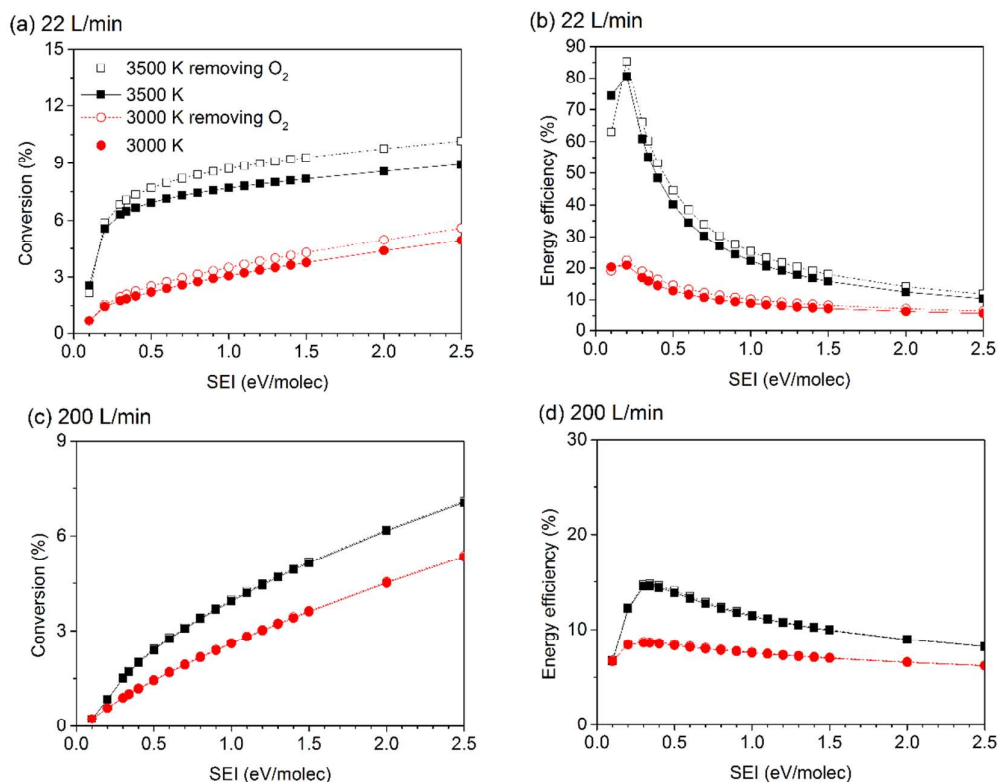 (a) 22 L/min
15
12
9
6
3
0
0.0 0.5 1.0 1.5 2.0 2.5
Conversion (%)
SEI (eV/molec)
3500 K removing O₂
3500 K
3000 K removing O₂
3000 K
(b) 22 L/min
90
80
70
60
50
40
30
20
10
0
0.0 0.5 1.0 1.5 2.0 2.5
Energy efficiency (%)
SEI (eV/molec)
(c) 200 L/min
9
6
3
0
0.0 0.5 1.0 1.5 2.0 2.5
Conversion (%)
SEI (eV/molec)
(d) 200 L/min
30
20
10
0
0.0 0.5 1.0 1.5 2.0 2.5
Energy efficiency (%)
SEI (eV/molec)